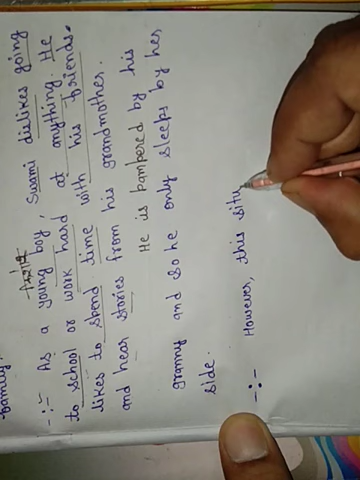 family.
-:- As a young boy, Swami dislikes going
to school or work hard at anything. He
likes to spend time with his friends.
and hear stories from his grandmother.
He is pampered by his
granny and so he only sleeps by her
side.
-:- However, this situ